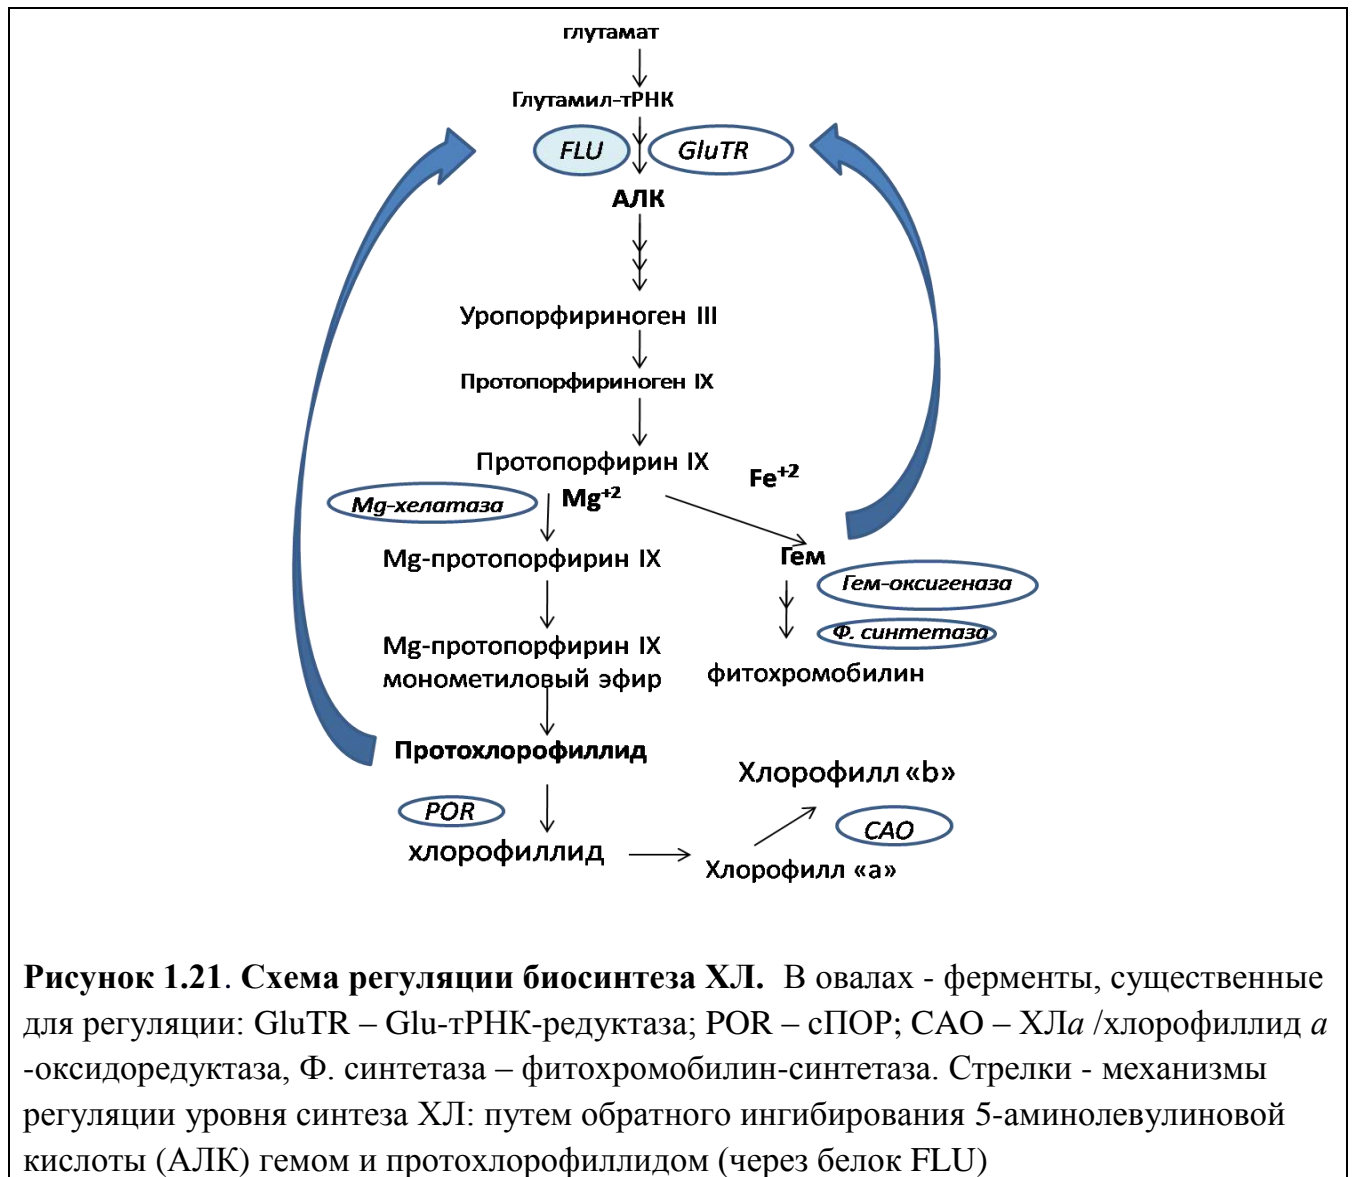 глутамат
Глутамил-тРНК
FLU
GluTR
АЛК
Уропорфириноген III
Протопорфириноген IX
Протопорфирин IX
Fe+2
Mg-хелатаза
Mg+2
Mg-протопорфирин IX
Гем
Гем-оксигеназа
Ф. синтетаза
Mg-протопорфирин IX
монометиловый эфир
фитохромобилин
Протохлорофиллид
Хлорофилл «b»
POR
CAO
хлорофиллид
Хлорофилл «a»
Рисунок 1.21. Схема регуляции биосинтеза ХЛ. В овалах - ферменты, существенные
для регуляции: GluTR – Glu-тРНК-редуктаза; POR – сПОР; CAO – ХЛа /хлорофиллид а
-оксидоредуктаза, Ф. синтетаза – фитохромобилин-синтетаза. Стрелки - механизмы
регуляции уровня синтеза ХЛ: путем обратного ингибирования 5-аминолевулиновой
кислоты (АЛК) гемом и протохлорофиллидом (через белок FLU)